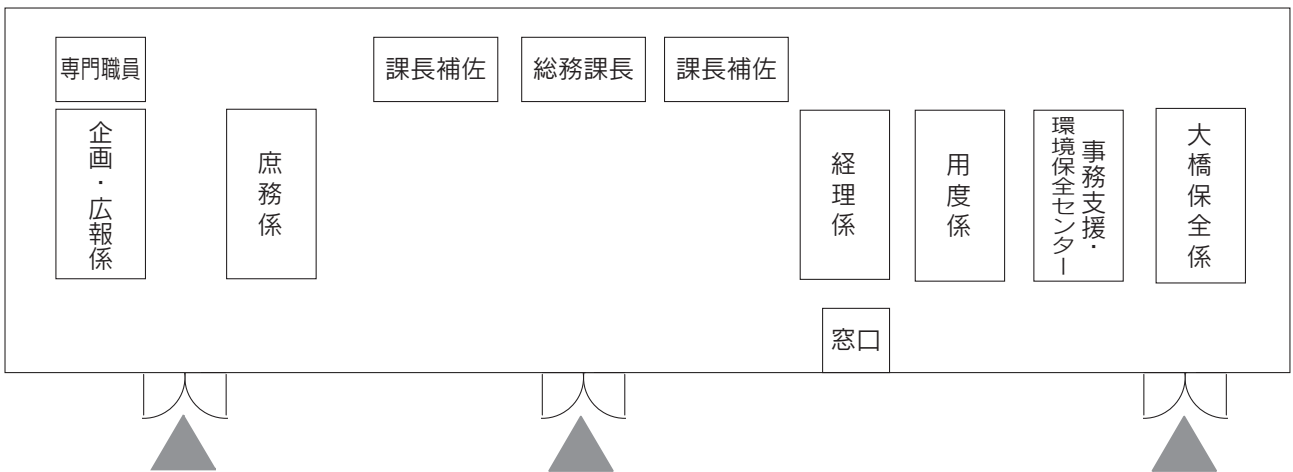 専門職員
課長補佐
総務課長
課長補佐
企画・広報係
庶務係
経理係
用度係
事務支援・
環境保全センター
大橋保全係
窓口